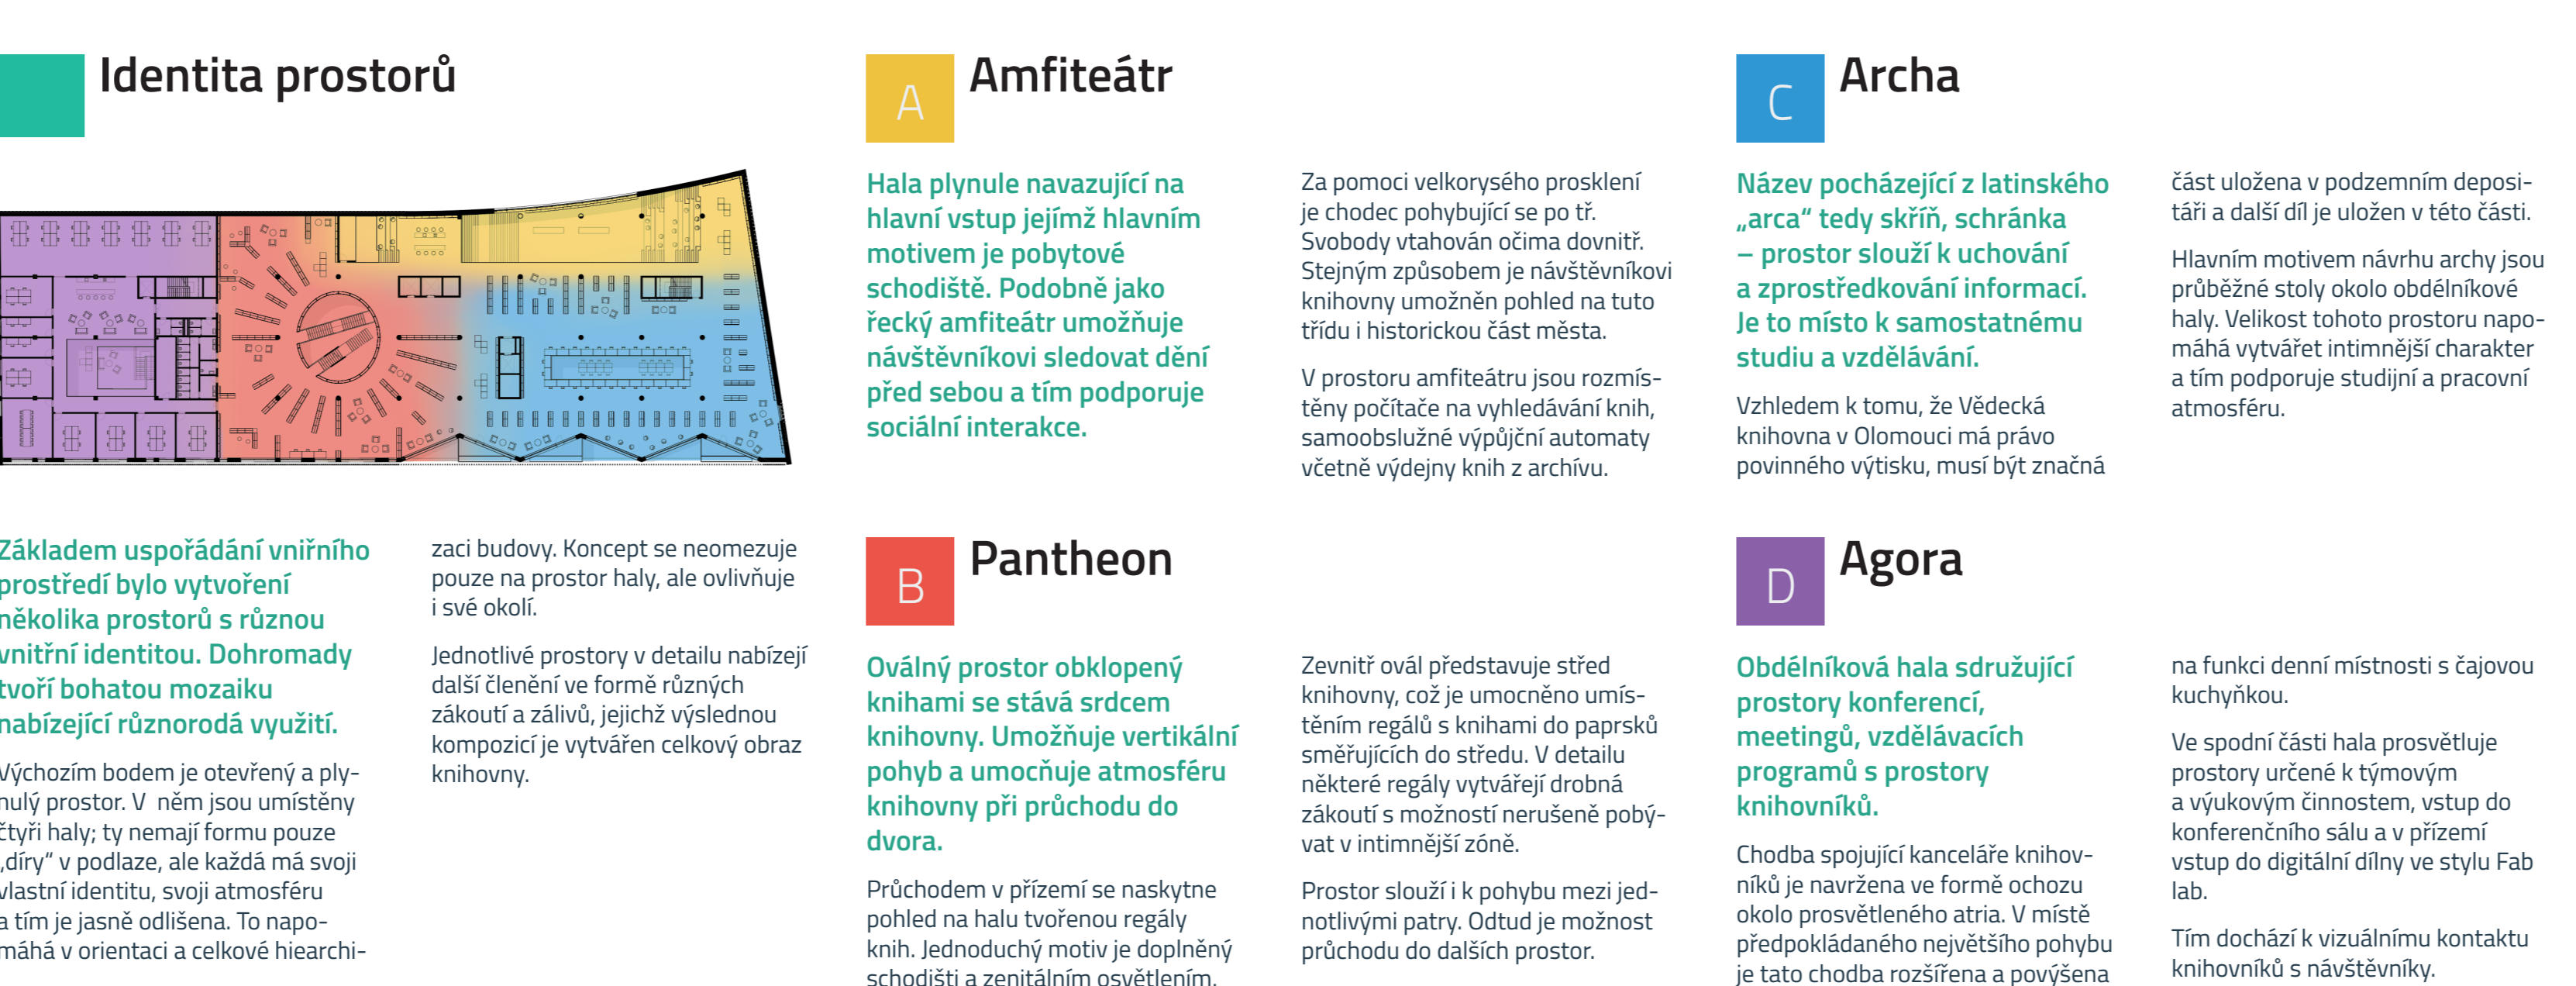 Identita prostorů
Základem uspořádání vniřního
prostředí bylo vytvoření
několika prostorů s různou
vnitřní identitou. Dohromady
tvoří bohatou mozaiku
nabízející různorodá využití.
Výchozím bodem je otevřený a ply-
nulý prostor. V něm jsou umístěny
čtyři haly; ty nemají formu pouze
„díry“ v podlaze, ale každá má svoji
vlastní identitu, svoji atmosféru
a tím je jasně odlišena. To napo-
máhá v orientaci a celkové hiearchi-
zaci budovy. Koncept se neomezuje
pouze na prostor haly, ale ovlivňuje
i své okolí.
Jednotlivé prostory v detailu nabízejí
další členění ve formě různých
zákoutí a zálivů, jejichž výslednou
kompozicí je vytvářen celkový obraz
knihovny.
A
Amfiteátr
Hala plynule navazující na
hlavní vstup jejímž hlavním
motivem je pobytové
schodiště. Podobně jako
řecký amfiteátr umožňuje
návštěvníkovi sledovat dění
před sebou a tím podporuje
sociální interakce.
Za pomoci velkorysého prosklení
je chodec pohybující se po tř.
Svobody vtahován očima dovnitř.
Stejným způsobem je návštěvníkovi
knihovny umožněn pohled na tuto
třídu i historickou část města.
V prostoru amfiteátru jsou rozmís-
těny počítače na vyhledávání knih,
samoobslužné výpůjční automaty
včetně výdejny knih z archívu.
B
Pantheon
Oválný prostor obklopený
knihami se stává srdcem
knihovny. Umožňuje vertikální
pohyb a umocňuje atmosféru
knihovny při průchodu do
dvora.
Průchodem v přízemí se naskytne
pohled na halu tvořenou regály
knih. Jednoduchý motiv je doplněný
schodišti a zenitálním osvětlením.
Zevnitř ovál představuje střed
knihovny, což je umocněno umís-
těním regálů s knihami do paprsků
směřujících do středu. V detailu
některé regály vytvářejí drobná
zákoutí s možností nerušeně pobý-
vat v intimnější zóně.
Prostor slouží i k pohybu mezi jed-
notlivými patry. Odtud je možnost
průchodu do dalších prostor.
C
Archa
Název pocházející z latinského
„arca“ tedy skříň, schránka
– prostor slouží k uchování
a zprostředkování informací.
Je to místo k samostatnému
studiu a vzdělávání.
Vzhledem k tomu, že Vědecká
knihovna v Olomouci má právo
povinného výtisku, musí být značná
část uložena v podzemním deposi-
táři a další díl je uložen v této části.
Hlavním motivem návrhu archy jsou
průběžné stoly okolo obdélníkové
haly. Velikost tohoto prostoru napo-
máhá vytvářet intimnější charakter
a tím podporuje studijní a pracovní
atmosféru.
D
Agora
Obdélníková hala sdružující
prostory konferencí,
meetingů, vzdělávacích
programů s prostory
knihovníků.
Chodba spojující kanceláře knihov-
níků je navržena ve formě ochozu
okolo prosvětleného atria. V místě
předpokládaného největšího pohybu
je tato chodba rozšířena a povýšena
na funkci denní místnosti s čajovou
kuchyňkou.
Ve spodní části hala prosvětluje
prostory určené k týmovým
a výukovým činnostem, vstup do
konferenčního sálu a v přízemí
vstup do digitální dílny ve stylu Fab
lab.
Tím dochází k vizuálnímu kontaktu
knihovníků s návštěvníky.